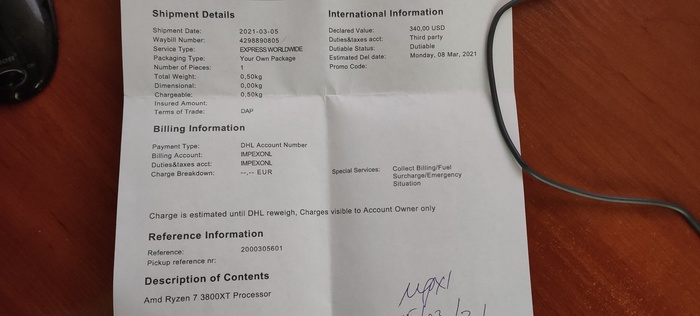 Shipment Details
Shipment Date: 2021-03-05
Waybill Number: 4298890805
Service Type: EXPRESS WORLDWIDE
Packaging Type: Your Own Package
Number of Pieces: 1
Total Weight: 0,50kg
Dimensional: 0,00kg
Chargeable: 0,50kg
Insured Amount:
Terms of Trade: DAP
International Information
Declared Value: 340,00 USD
Duties&taxes acct: Third party
Dutiable Status: Dutiable
Estimated Del date: Monday, 08 Mar, 2021
Promo Code:
Billing Information
Payment Type: DHL Account Number
Billing Account: IMPEXONL
Duties&taxes acct: IMPEXONL
Charge Breakdown: --,-- EUR
Special Services: Collect Billing/Fuel
Surcharge/Emergency
Situation
Charge is estimated until DHL reweigh, Charges visible to Account Owner only
Reference Information
Reference: 2000305601
Pickup reference nr:
Description of Contents
Amd Ryzen 7 3800XT Processor